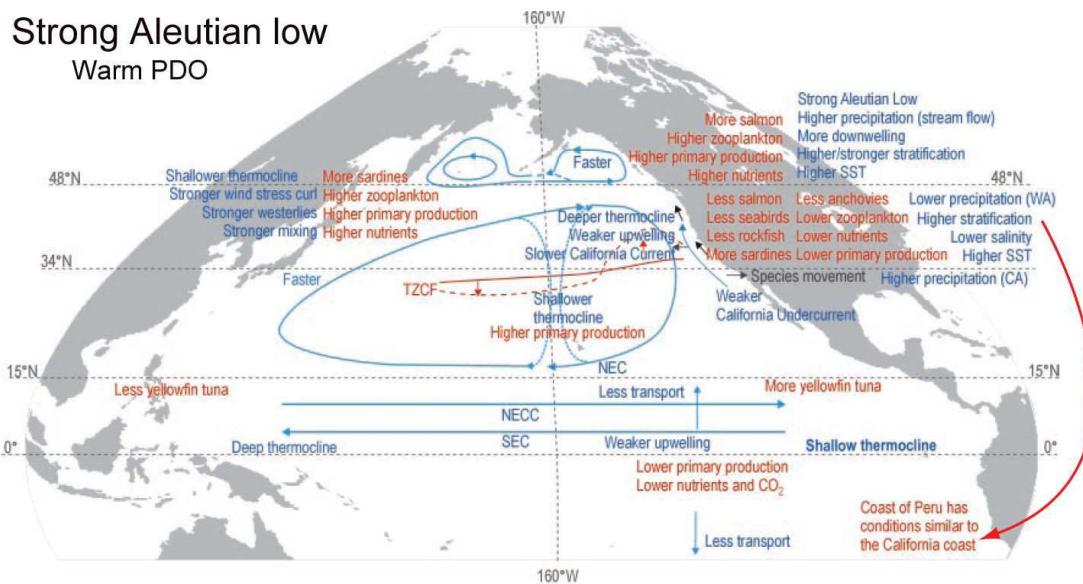 Strong Aleutian low
Warm PDO
160°W
Strong Aleutian Low
More salmon
Higher precipitation (stream flow)
Higher zooplankton
More downwelling
Higher primary production
Higher/stronger stratification
Higher nutrients
Higher SST
Faster
Shallower thermocline
More sardines
48°N
48°N
Stronger wind stress curl
Higher zooplankton
Stronger westerlies
Higher primary production
Stronger mixing
Higher nutrients
Less salmon
Less anchovies
Lower precipitation (WA)
Less seabirds
Lower zooplankton
Higher stratification
Less rockfish
Lower nutrients
Lower salinity
More sardines
Lower primary production
Higher SST
Higher precipitation (CA)
Deeper thermocline
Weaker upwelling
Slower California Current
34°N
34°N
Faster
TZCF
Species movement
Weaker
California Undercurrent
Shallower
thermocline
Higher primary production
NEC
15°N
15°N
Less yellowfin tuna
Less transport
More yellowfin tuna
NECC
SEC
Deep thermocline
Weaker upwelling
Shallow thermocline
0°
0°
Lower primary production
Lower nutrients and CO₂
Less transport
Coast of Peru has
conditions similar to
the California coast
160°W